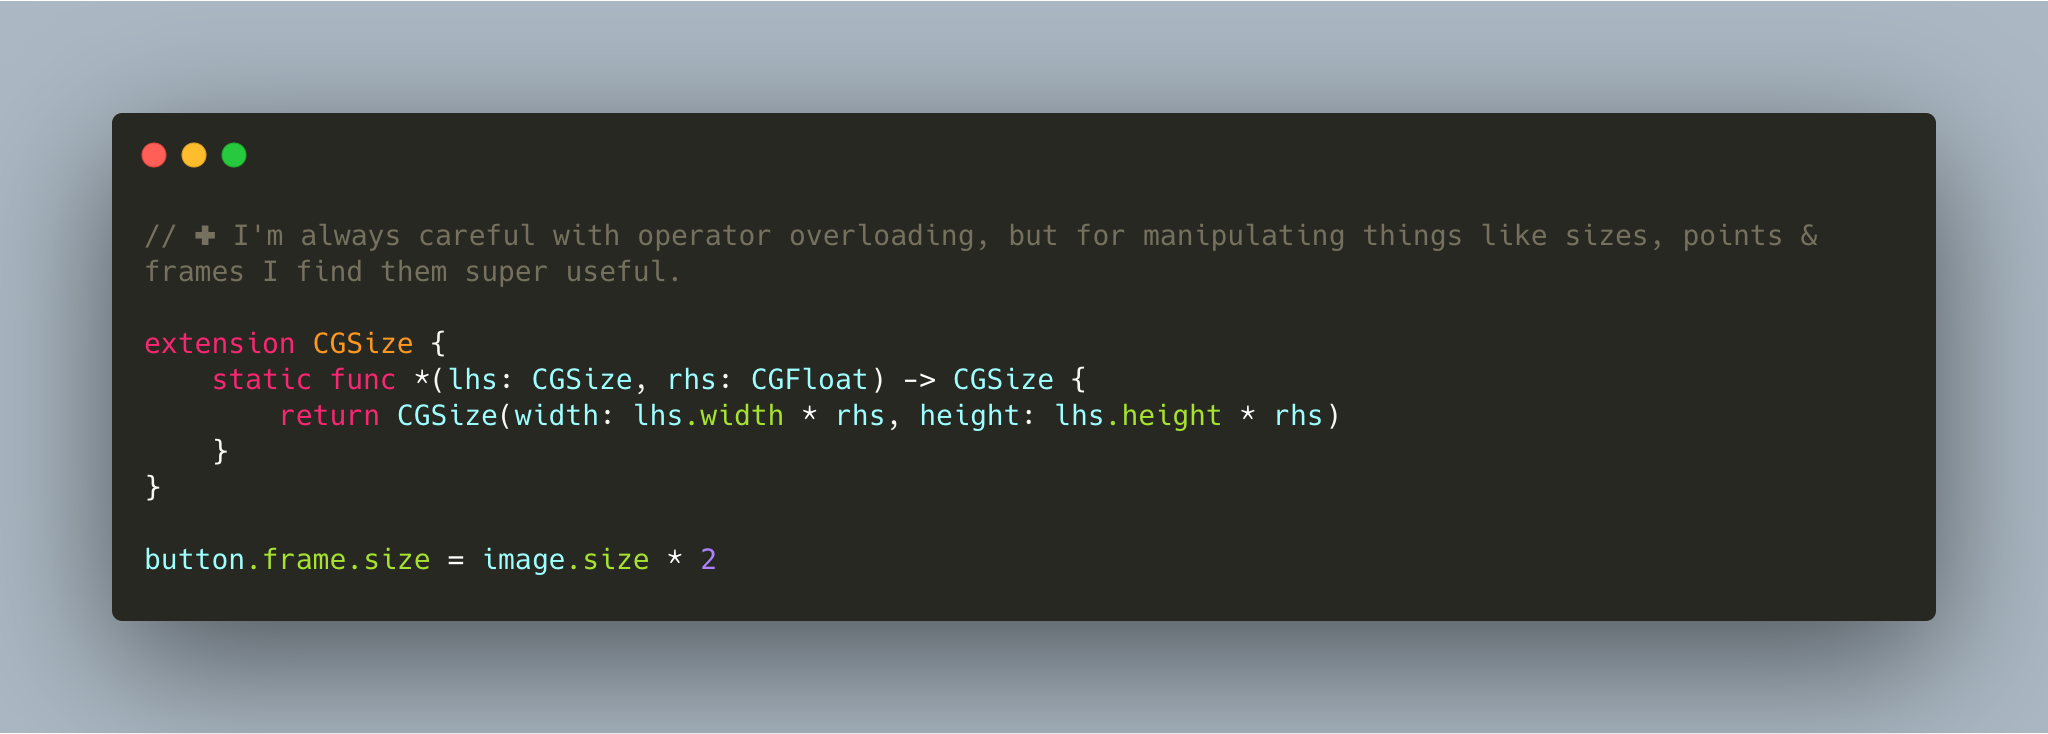 // ✚ I'm always careful with operator overloading, but for manipulating things like sizes, points &
frames I find them super useful.
extension CGSize {
    static func *(lhs: CGSize, rhs: CGFloat) -> CGSize {
        return CGSize(width: lhs.width * rhs, height: lhs.height * rhs)
    }
}
button.frame.size = image.size * 2